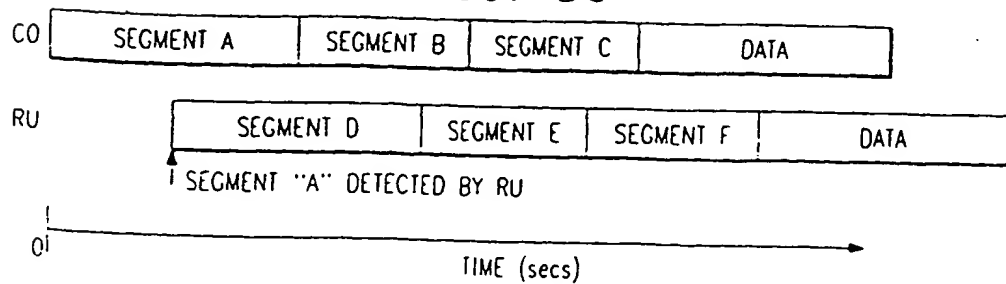 CO SEGMENT A SEGMENT B SEGMENT C DATA
RU SEGMENT D SEGMENT E SEGMENT F DATA
SEGMENT "A" DETECTED BY RU
0
TIME (secs)